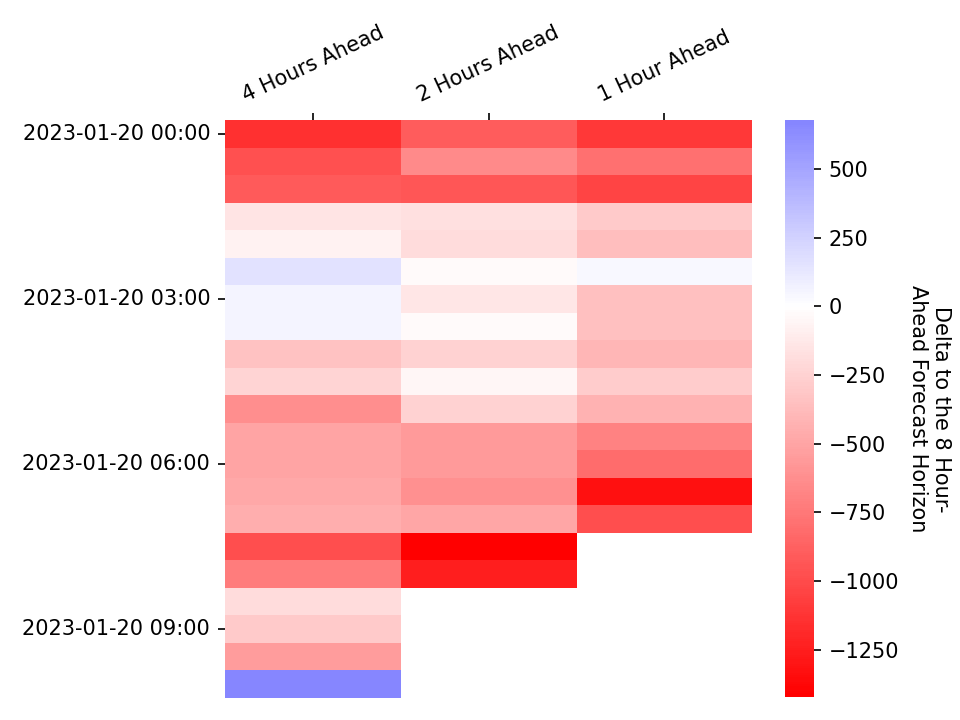 4 Hours Ahead
2 Hours Ahead
1 Hour Ahead
2023-01-20 00:00
2023-01-20 03:00
2023-01-20 06:00
2023-01-20 09:00
500
250
0
−250
−500
−750
−1000
−1250
Delta to the 8 Hour-
Ahead Forecast Horizon